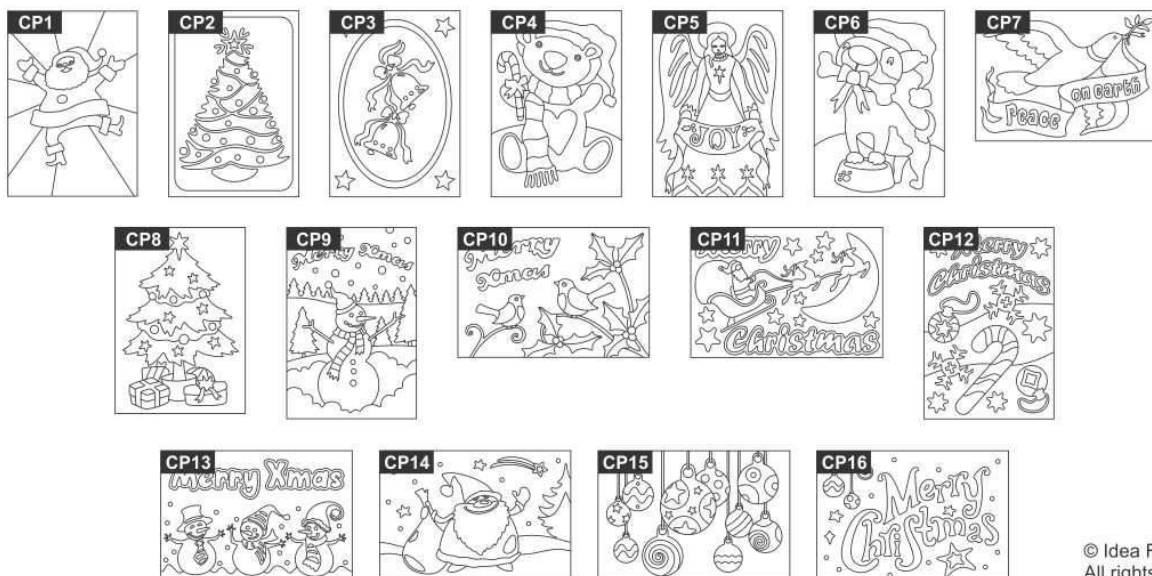 CP1
CP2
CP3
CP4
CP5
CP6
CP7
JOY
Peace
on earth
CP8
CP9
CP10
CP11
CP12
Merry Xmas
Merry
Xmas
Merry
Christmas
Merry
Christmas
CP13
CP14
CP15
CP16
Merry Xmas
Merry
Christmas
© Idea
All rights